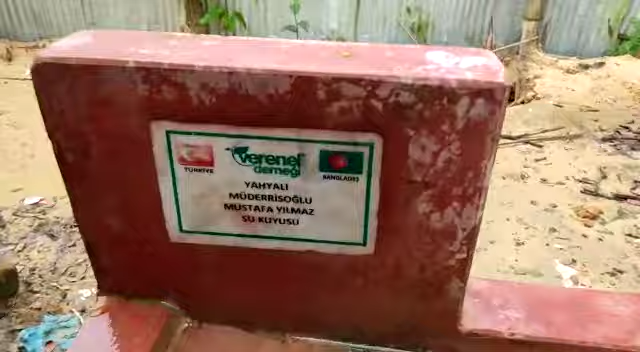 verenel
derneği
TÜRKİYE
BANGLADEŞ
YAHYALI
MÜDERRİSOĞLU
MUSTAFA YILMAZ
SU KUYUSU